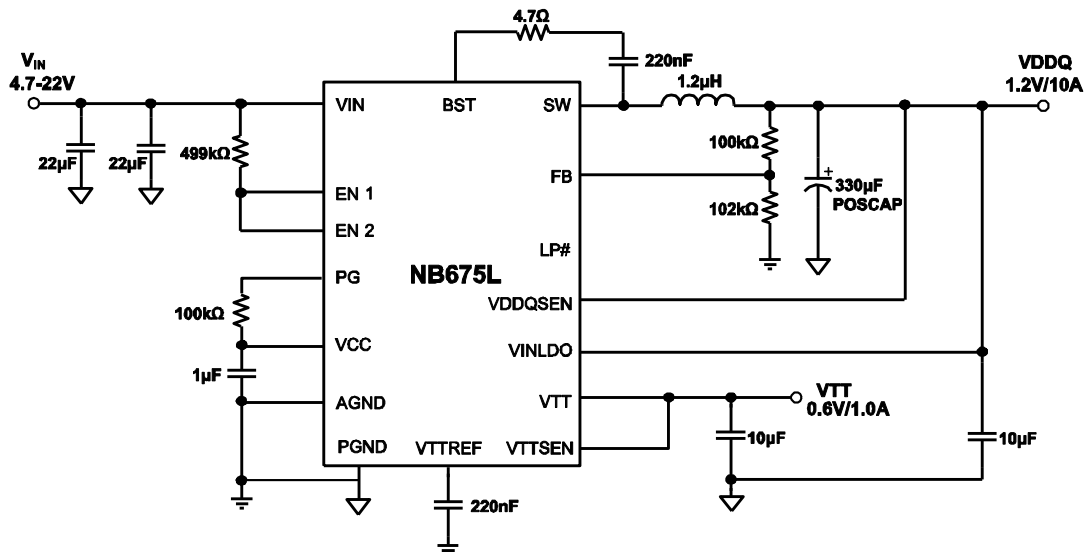 4.7Ω
220nF
1.2µH
VIN
4.7-22V
VDDQ
1.2V/10A
VIN
BST
SW
22µF
22µF
499kΩ
100kΩ
FB
330µF
POSCAP
102kΩ
EN 1
EN 2
LP#
NB675L
PG
VDDQSEN
100kΩ
VCC
VINLDO
1µF
AGND
VTT
VTT
0.6V/1.0A
PGND
VTTREF
VTTSEN
10µF
10µF
220nF